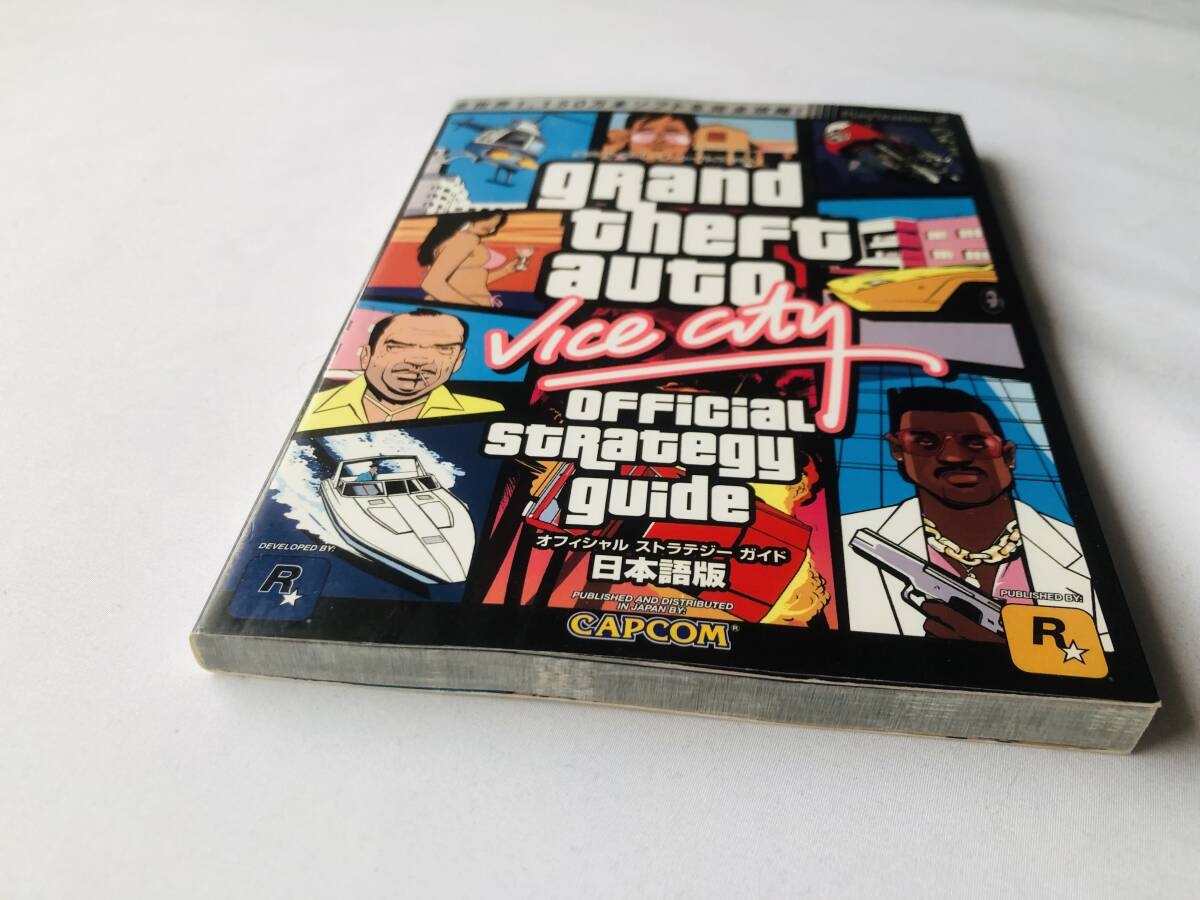 PlayStation 2
grand
theft
auto
Vice City
official
strategy
guide
オフィシャル ストラテジー ガイド
日本語版
PUBLISHED AND DISTRIBUTED
IN JAPAN BY:
CAPCOM®
DEVELOPED BY:
R
PUBLISHED BY:
R